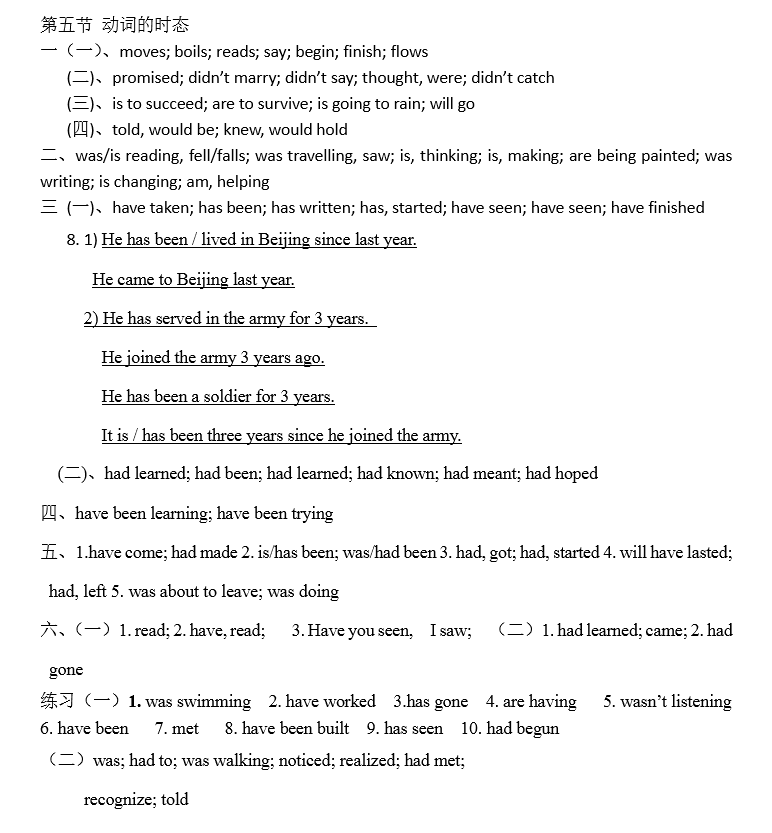 第五节 动词的时态
一（一）、moves; boils; reads; say; begin; finish; flows
(二)、promised; didn’t marry; didn’t say; thought, were; didn’t catch
(三)、is to succeed; are to survive; is going to rain; will go
(四)、told, would be; knew, would hold
二、was/is reading, fell/falls; was travelling, saw; is, thinking; is, making; are being painted; was
writing; is changing; am, helping
三 (一)、have taken; has been; has written; has, started; have seen; have seen; have finished
8. 1) He has been / lived in Beijing since last year.
He came to Beijing last year.
2) He has served in the army for 3 years.
He joined the army 3 years ago.
He has been a soldier for 3 years.
It is / has been three years since he joined the army.
(二)、had learned; had been; had learned; had known; had meant; had hoped
四、have been learning; have been trying
五、1.have come; had made 2. is/has been; was/had been 3. had, got; had, started 4. will have lasted;
had, left 5. was about to leave; was doing
六、（一）1. read; 2. have, read; 3. Have you seen, I saw; （二）1. had learned; came; 2. had
gone
练习（一）1. was swimming 2. have worked 3.has gone 4. are having 5. wasn’t listening
6. have been 7. met 8. have been built 9. has seen 10. had begun
（二）was; had to; was walking; noticed; realized; had met;
recognize; told